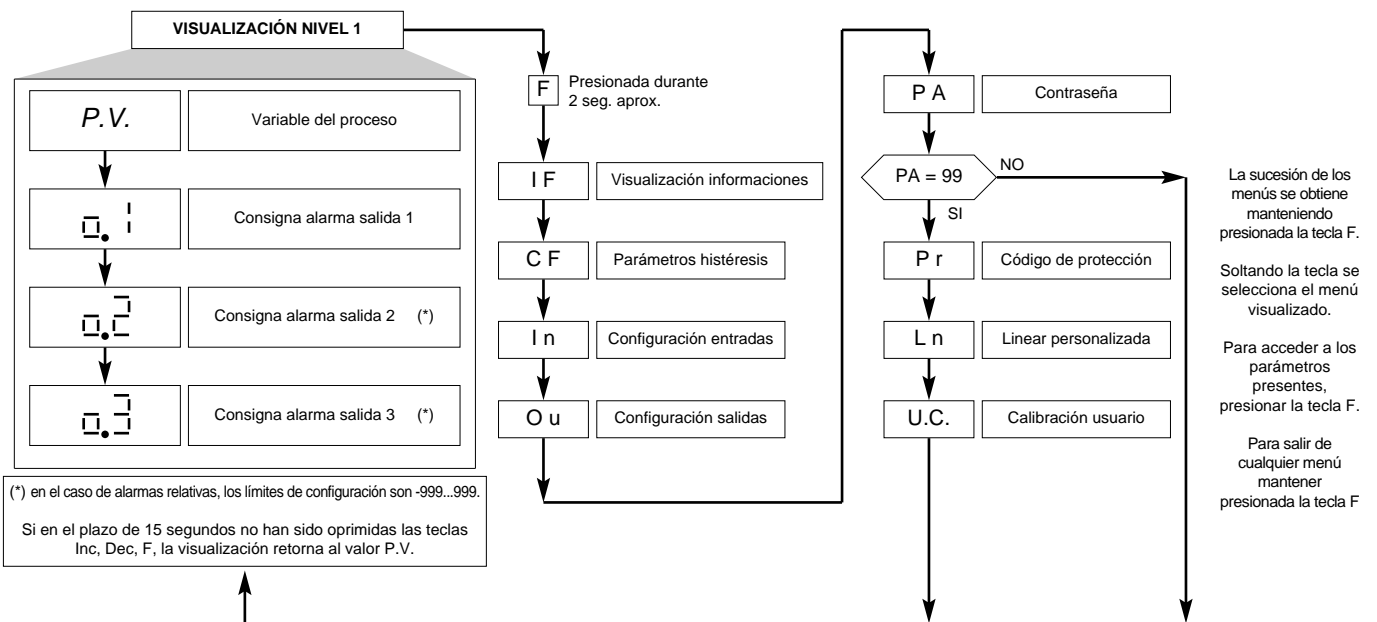 VISUALIZACIÓN NIVEL 1
P.V.
Variable del proceso
o.1
Consigna alarma salida 1
o.2
Consigna alarma salida 2 (*)
o.3
Consigna alarma salida 3 (*)
(*) en el caso de alarmas relativas, los límites de configuración son -999...999.
Si en el plazo de 15 segundos no han sido oprimidas las teclas
Inc, Dec, F, la visualización retorna al valor P.V.
F
Presionada durante
2 seg. aprox.
I F
Visualización informaciones
C F
Parámetros histéresis
I n
Configuración entradas
O u
Configuración salidas
P A
Contraseña
PA = 99
NO
SI
P r
Código de protección
L n
Linear personalizada
U.C.
Calibración usuario
La sucesión de los
menús se obtiene
manteniendo
presionada la tecla F.
Soltando la tecla se
selecciona el menú
visualizado.
Para acceder a los
parámetros
presentes,
presionar la tecla F.
Para salir de
cualquier menú
mantener
presionada la tecla F